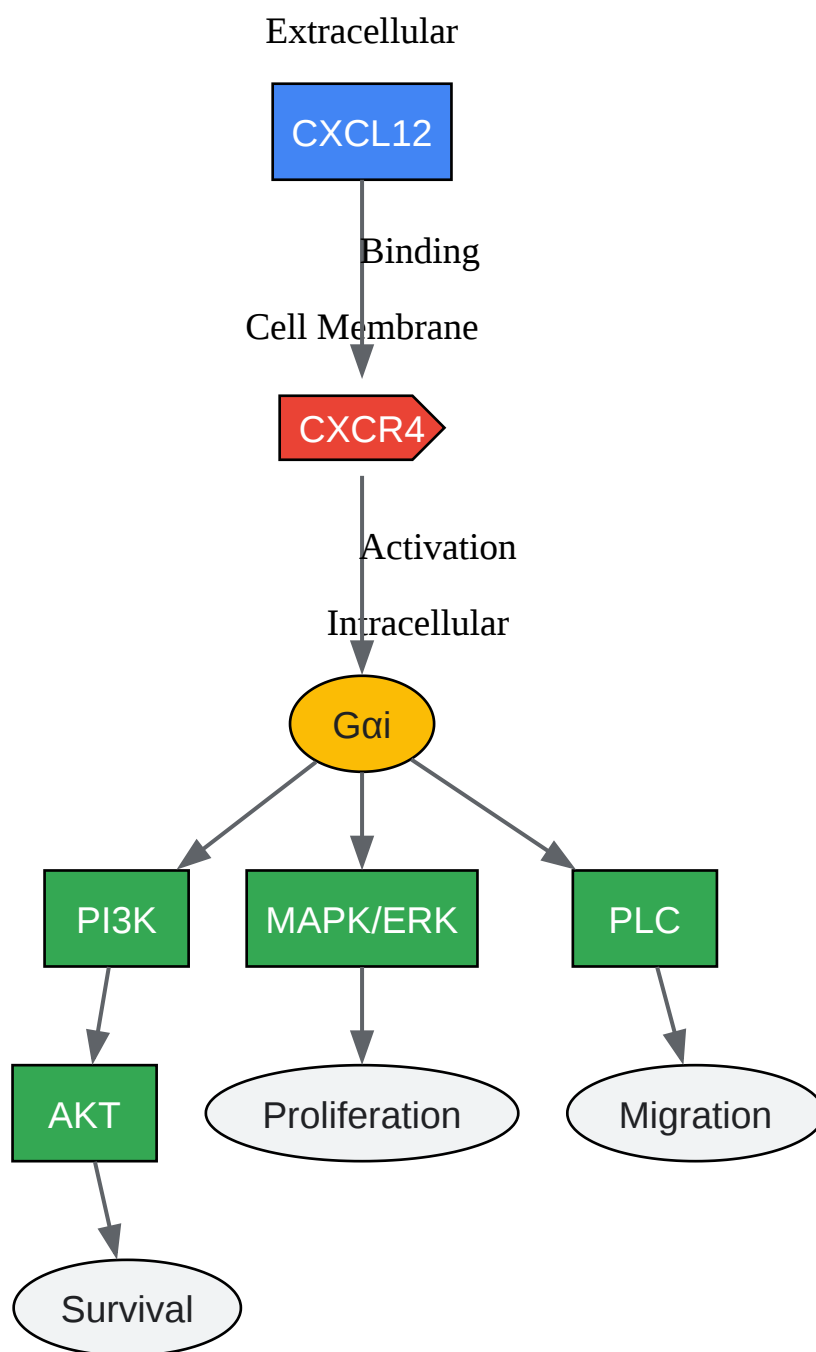 Extracellular
CXCL12
Binding
Cell Membrane
CXCR4
Activation
Intracellular
Gαi
PI3K
MAPK/ERK
PLC
AKT
Proliferation
Migration
Survival